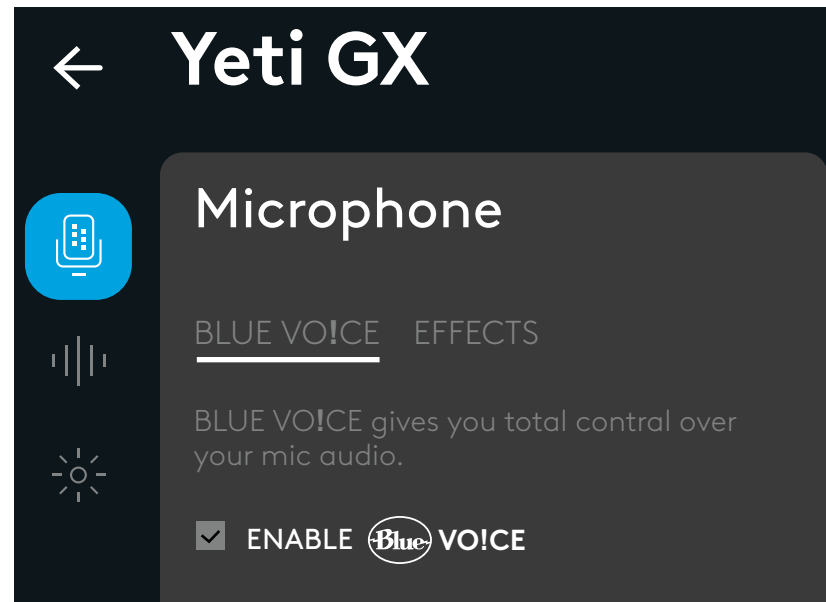 Yeti GX
Microphone
BLUE VO!CE EFFECTS
BLUE VO!CE gives you total contral over
your mic audio.
ENABLE Blue VO!CE